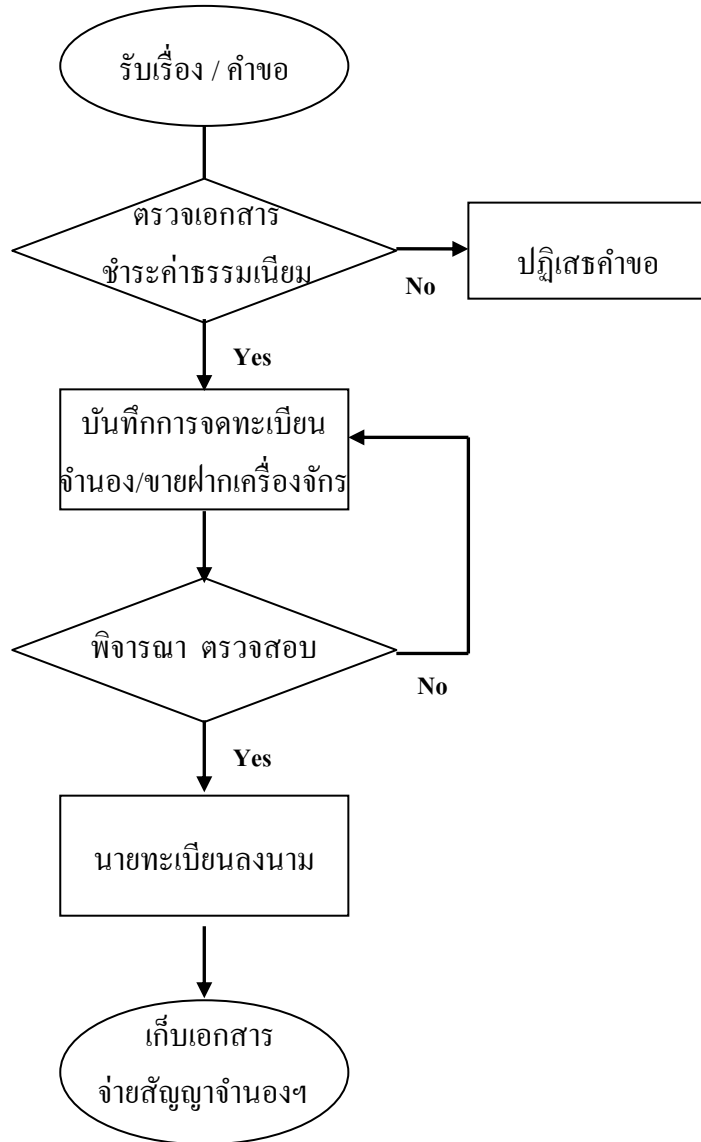 รับเรื่อง / คำขอ
ตรวจเอกสาร
ชำระค่าธรรมเนียม
No
ปฏิเสธคำขอ
Yes
บันทึกการจดทะเบียน
จำนอง/ขายฝากเครื่องจักร
พิจารณา ตรวจสอบ
No
Yes
นายทะเบียนลงนาม
เก็บเอกสาร
จ่ายสัญญาจำนองฯ